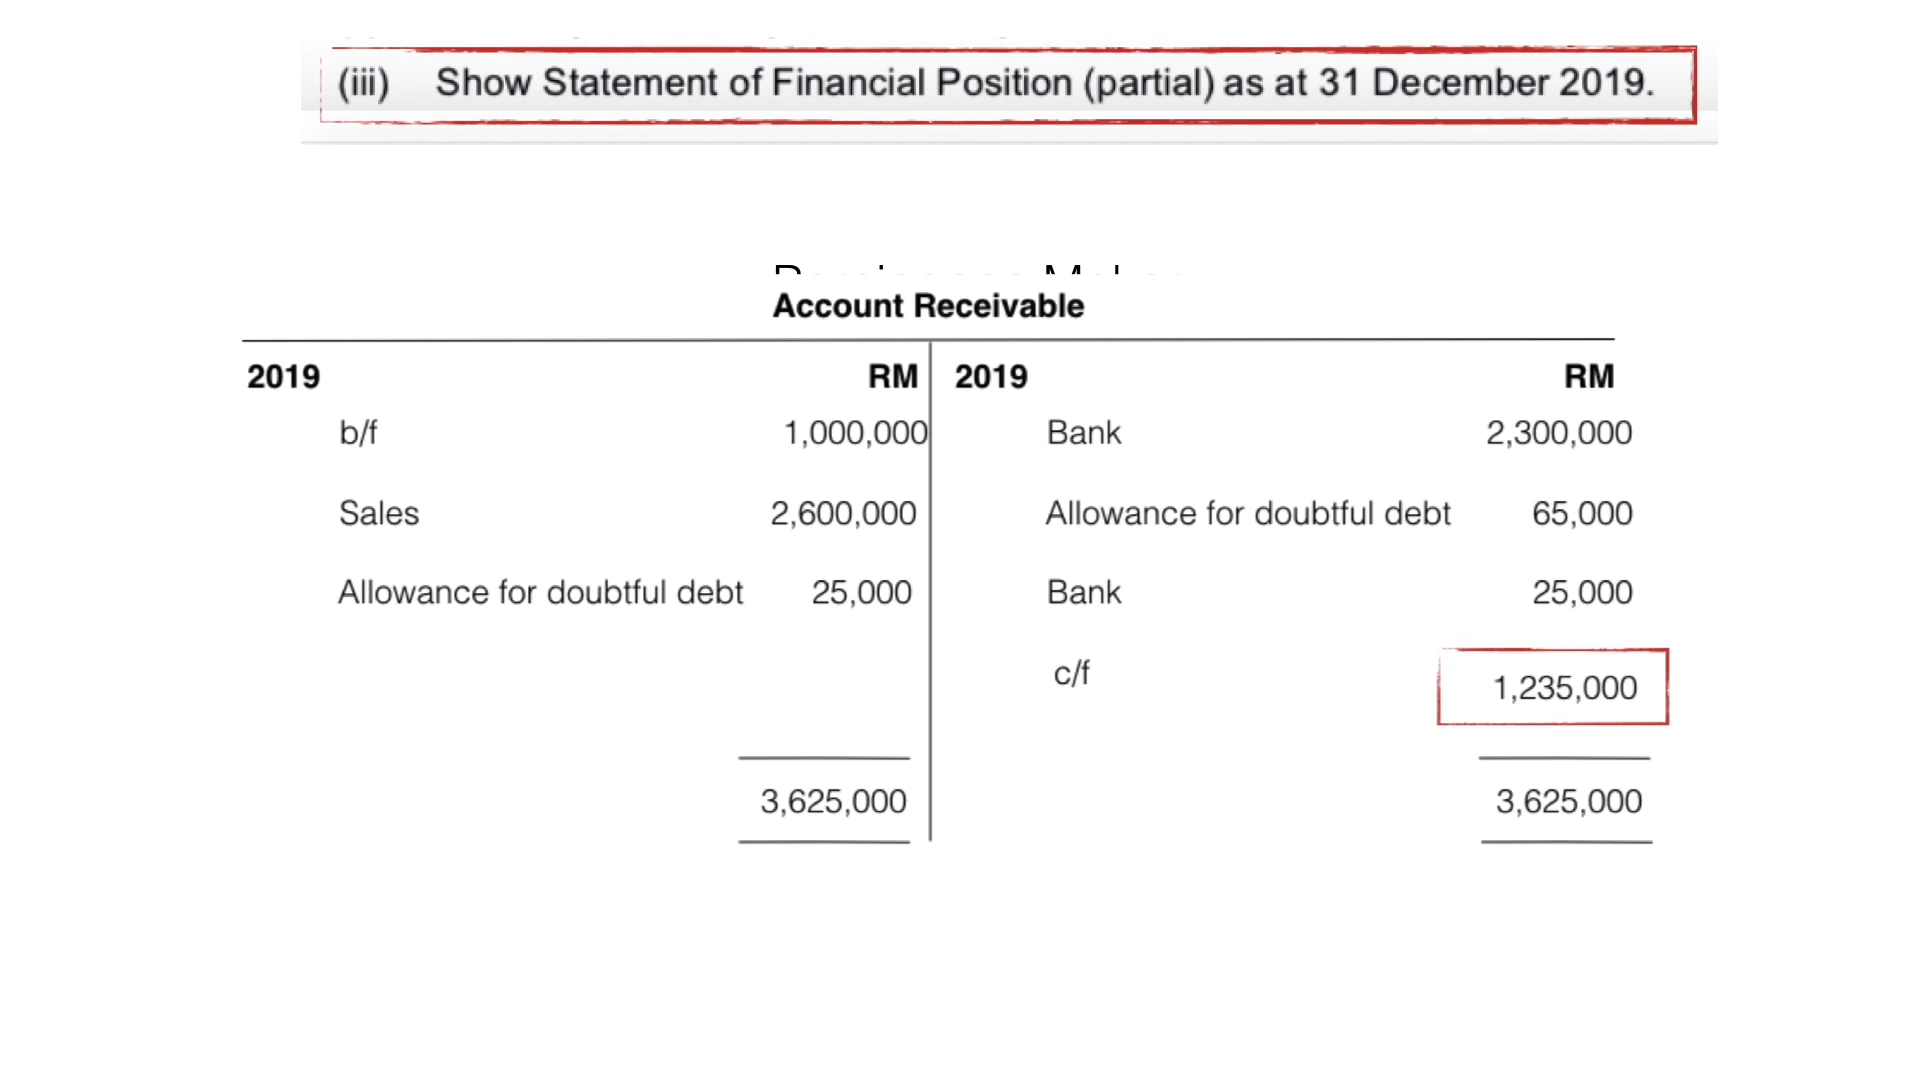 (iii) Show Statement of Financial Position (partial) as at 31 December 2019.
Account Receivable
2019 RM 2019 RM
b/f 1,000,000 Bank 2,300,000
Sales 2,600,000 Allowance for doubtful debt 65,000
Allowance for doubtful debt 25,000 Bank 25,000
c/f 1,235,000
3,625,000 3,625,000